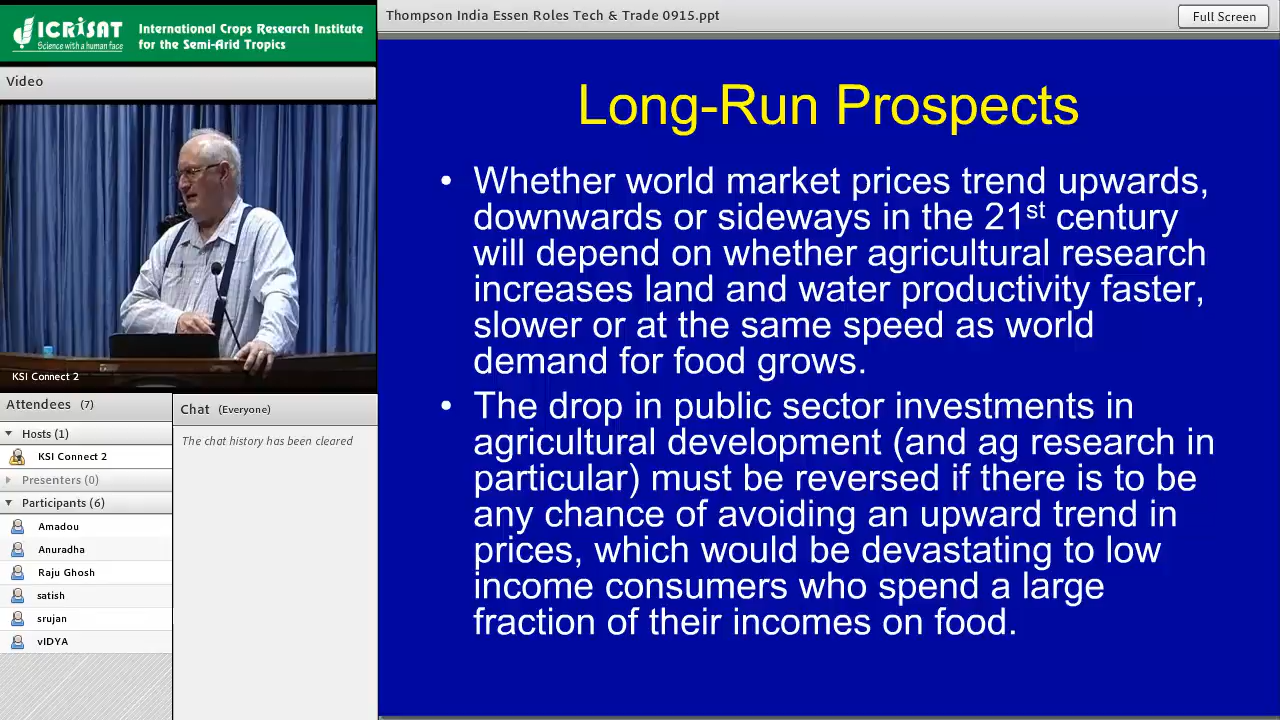 ICRISAT
Science with a human face
International Crops Research Institute
for the Semi-Arid Tropics
Thompson India Essen Roles Tech & Trade 0915.ppt
Full Screen
Video
KSI Connect 2
Attendees (7)
Hosts (1)
KSI Connect 2
Presenters (0)
Participants (6)
Amadou
Anuradha
Raju Ghosh
satish
srujan
vIDYA
Chat (Everyone)
The chat history has been cleared
Long-Run Prospects
• Whether world market prices trend upwards,
downwards or sideways in the 21st century
will depend on whether agricultural research
increases land and water productivity faster,
slower or at the same speed as world
demand for food grows.
• The drop in public sector investments in
agricultural development (and ag research in
particular) must be reversed if there is to be
any chance of avoiding an upward trend in
prices, which would be devastating to low
income consumers who spend a large
fraction of their incomes on food.